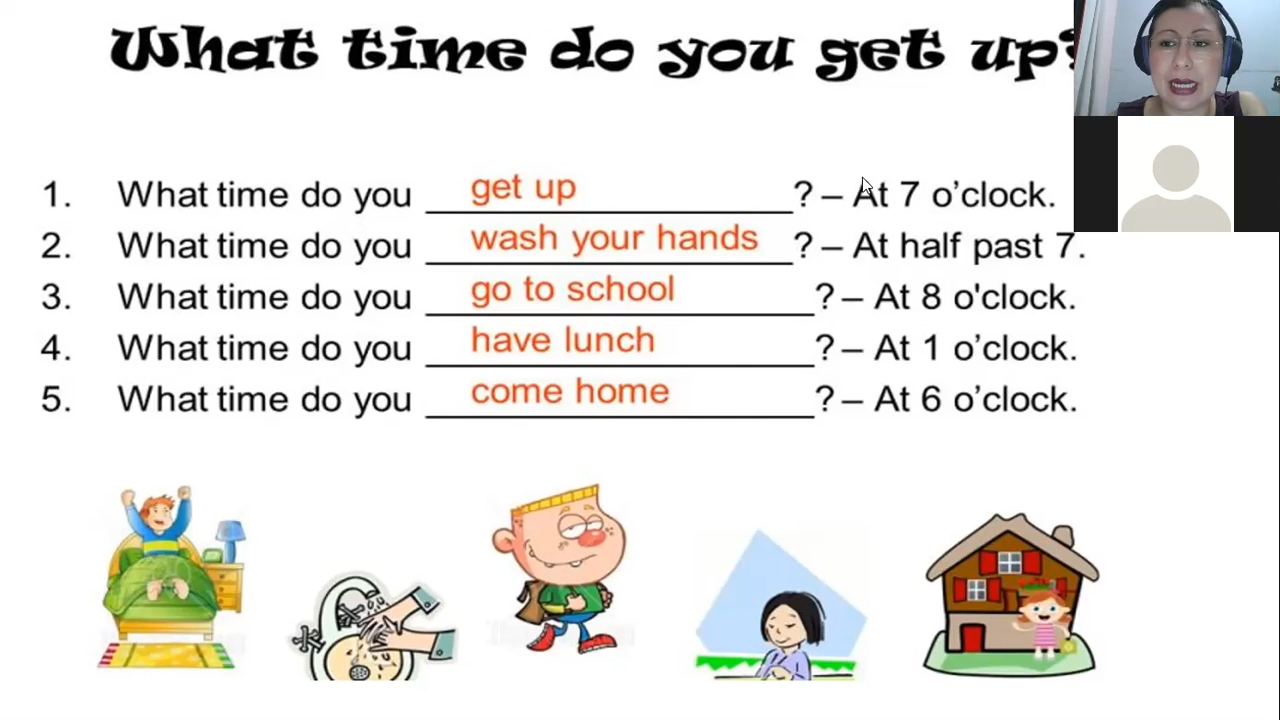 What time do you get up?
1. What time do you get up ? – At 7 o’clock.
2. What time do you wash your hands ? – At half past 7.
3. What time do you go to school ? – At 8 o'clock.
4. What time do you have lunch ? – At 1 o’clock.
5. What time do you come home ? – At 6 o’clock.